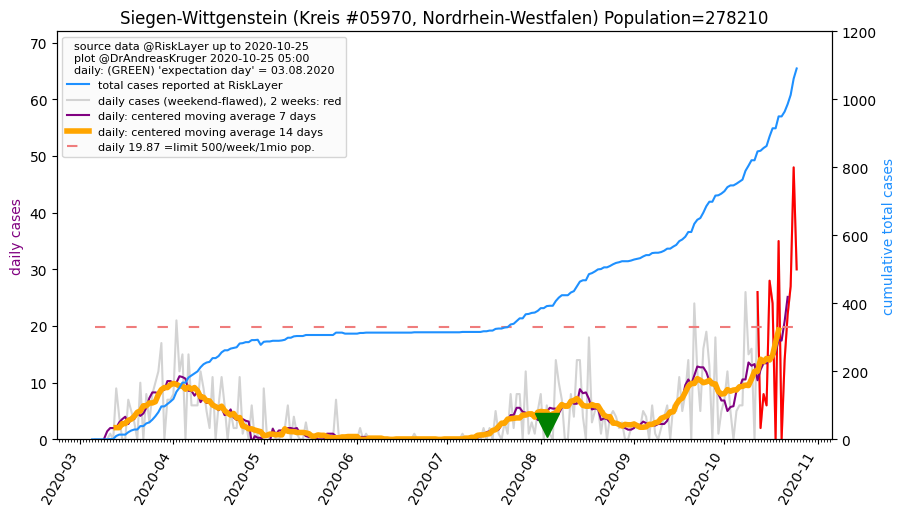 Siegen-Wittgenstein (Kreis #05970, Nordrhein-Westfalen) Population=278210
source data @RiskLayer up to 2020-10-25
plot @DrAndreasKruger 2020-10-25 05:00
daily: (GREEN) 'expectation day' = 03.08.2020
total cases reported at RiskLayer
daily cases (weekend-flawed), 2 weeks: red
daily: centered moving average 7 days
daily: centered moving average 14 days
daily 19.87 =limit 500/week/1mio pop.
daily cases
70
60
50
40
30
20
10
0
cumulative total cases
1200
1000
800
600
400
200
0
2020-03
2020-04
2020-05
2020-06
2020-07
2020-08
2020-09
2020-10
2020-11